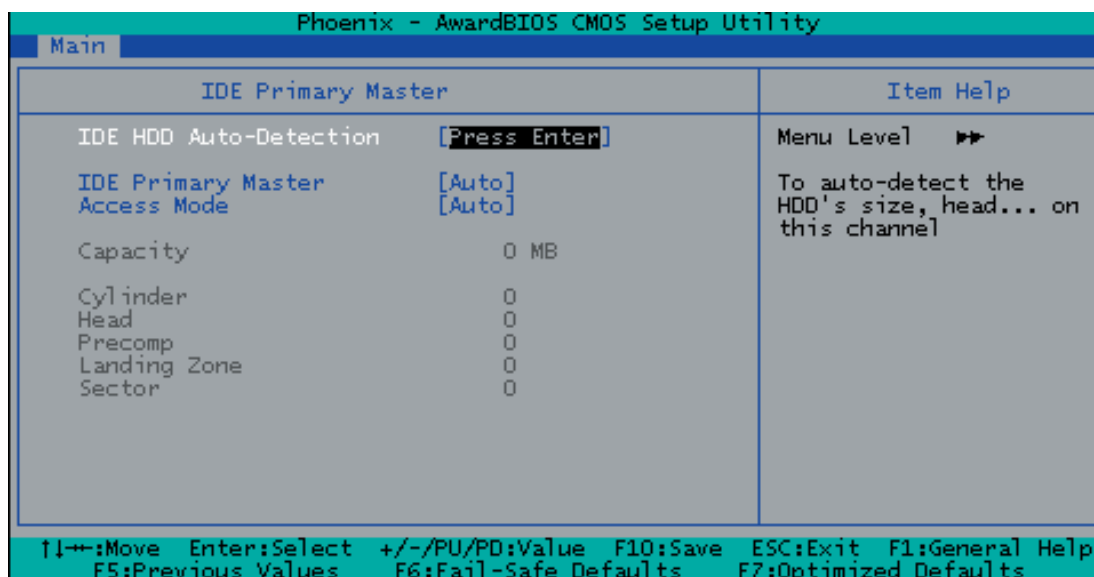 Phoenix - AwardBIOS CMOS Setup Utility
Main
IDE Primary Master
Item Help
IDE HDD Auto-Detection [Press Enter]
Menu Level ▸▸
IDE Primary Master [Auto]
Access Mode [Auto]
To auto-detect the
HDD's size, head... on
this channel
Capacity 0 MB
Cylinder 0
Head 0
Precomp 0
Landing Zone 0
Sector 0
↑↓→←:Move Enter:Select +/-/PU/PD:Value F10:Save ESC:Exit F1:General Help
F5:Previous Values F6:Fail-Safe Defaults F7:Optimized Defaults